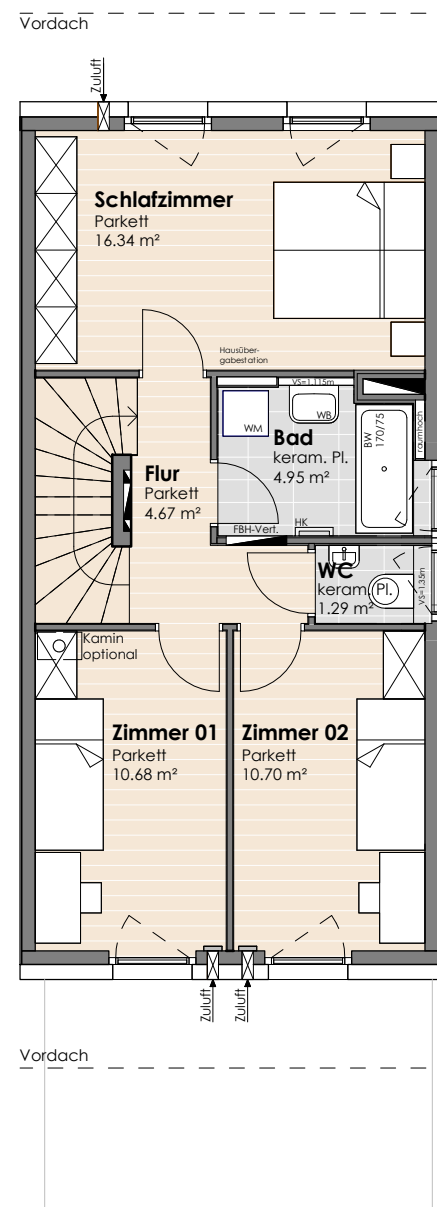 Vordach
Zuluft
Schlafzimmer
Parkett
16.34 m²
Hausüber-
gabestation
VS=1.115m
WM
WB
BW
170/75
raumhoch
Bad
keram. Pl.
4.95 m²
Flur
Parkett
4.67 m²
FBH-Vert.
HK
WC
keram. Pl.
1.29 m²
VS=1.35m
Kamin
optional
Zimmer 01
Parkett
10.68 m²
Zimmer 02
Parkett
10.70 m²
Zuluft
Zuluft
Vordach